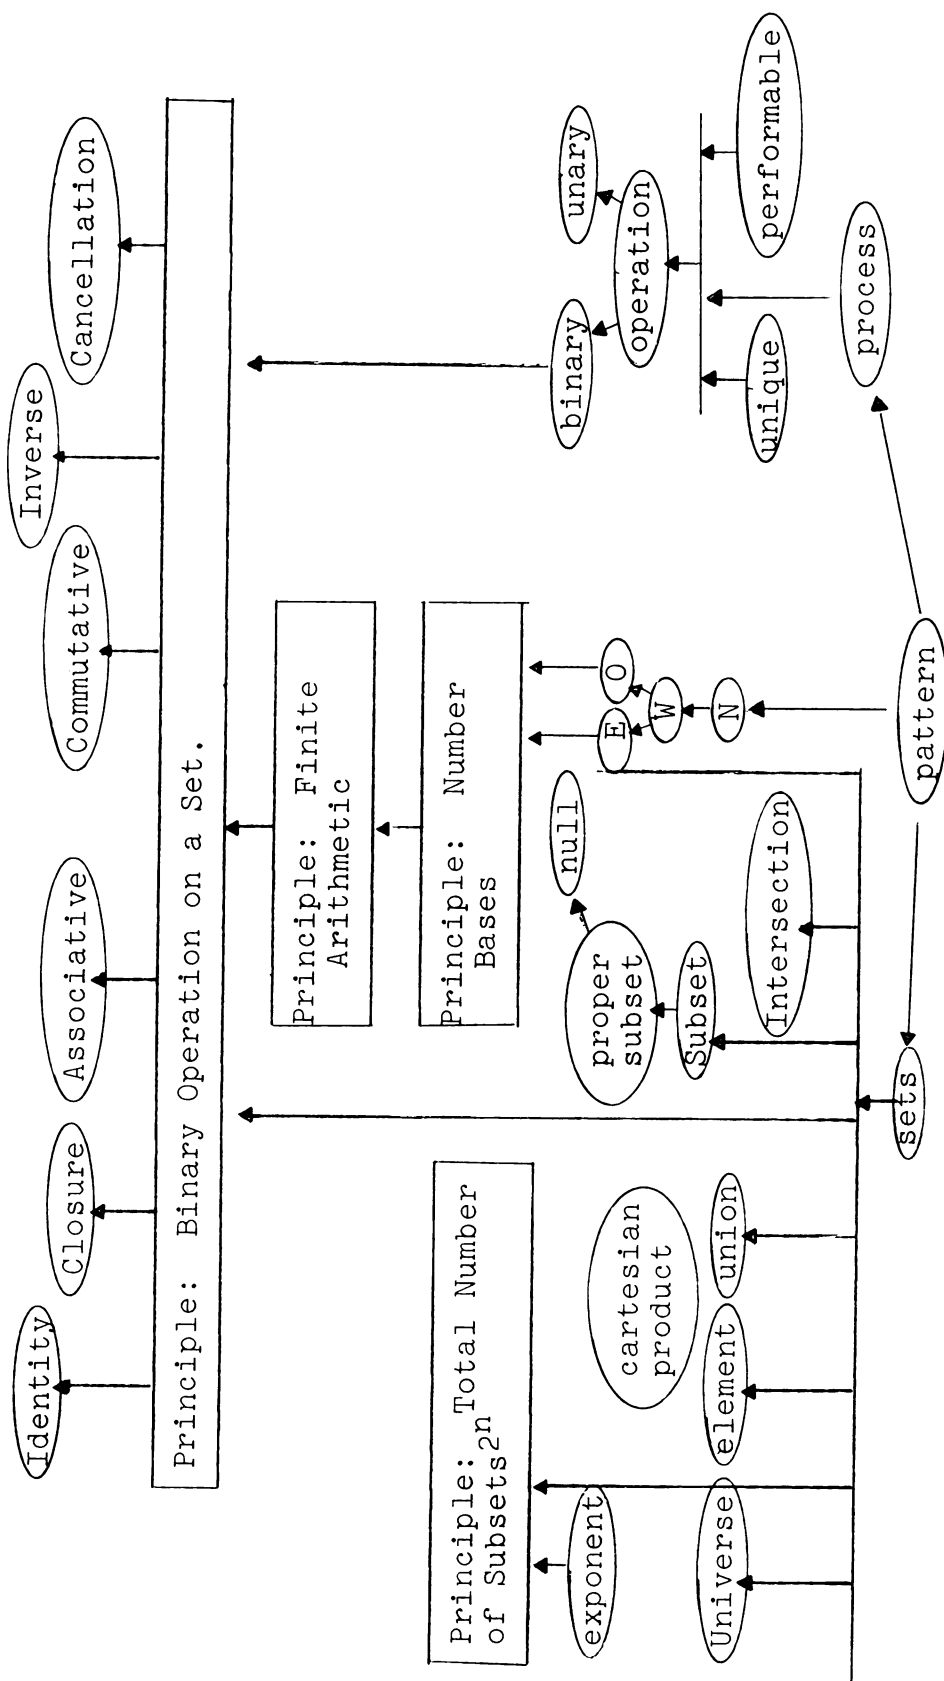 Identity
Closure
Associative
Commutative
Inverse
Cancellation
Principle: Binary Operation on a Set.
Principle: Finite
Arithmetic
Principle: Total Number
of Subsets 2n
Principle: Number
Bases
exponent
cartesian
product
proper
subset
null
E
O
binary
unary
operation
Universe
element
union
Subset
W
Intersection
N
unique
performable
process
sets
pattern